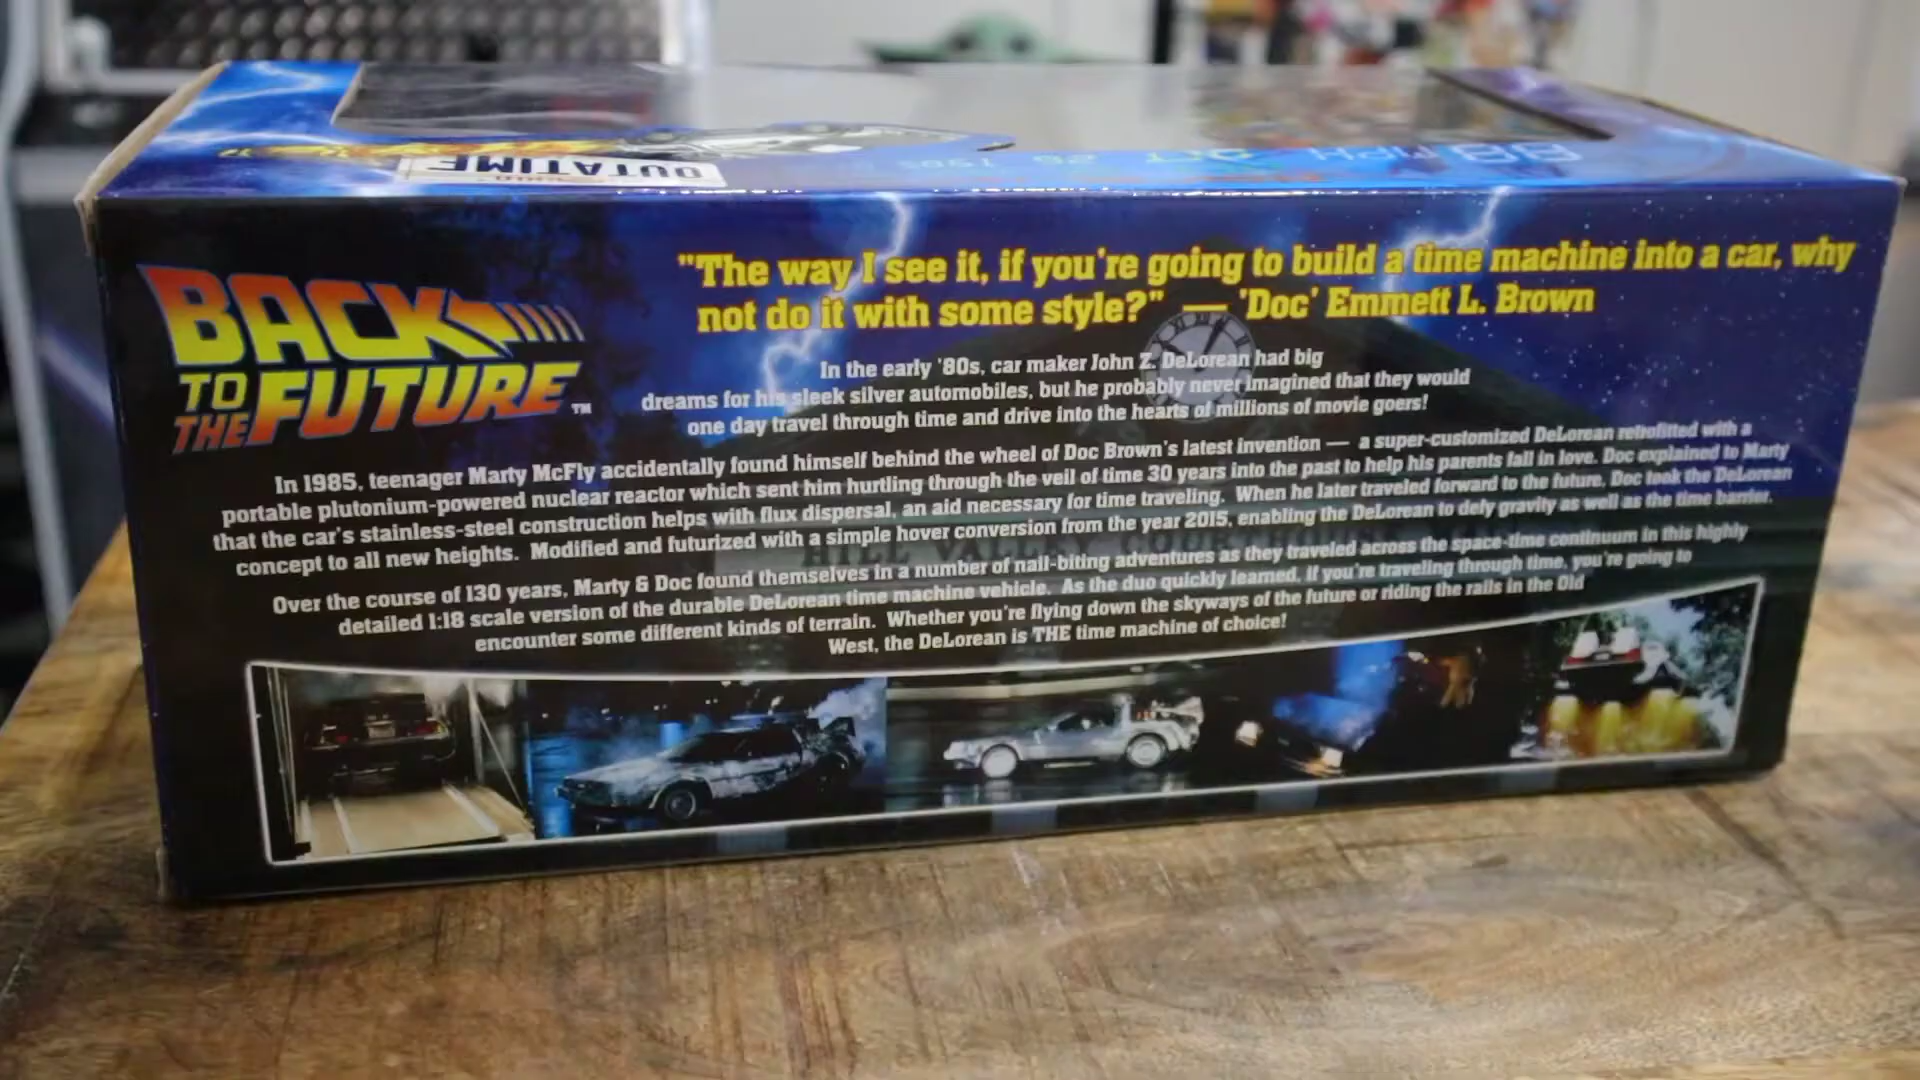 OUTATIME
88 MPH
OCT 26 1985
BACK
TO
THE FUTURE ™
"The way I see it, if you're going to build a time machine into a car, why
not do it with some style?" — 'Doc' Emmett L. Brown
In the early '80s, car maker John Z. DeLorean had big
dreams for his sleek silver automobiles, but he probably never imagined that they would
one day travel through time and drive into the hearts of millions of movie goers!
In 1985, teenager Marty McFly accidentally found himself behind the wheel of Doc Brown's latest invention — a super-customized DeLorean retrofitted with a
portable plutonium-powered nuclear reactor which sent him hurtling through the veil of time 30 years into the past to help his parents fall in love. Doc explained to Marty
that the car's stainless-steel construction helps with flux dispersal, an aid necessary for time traveling. When he later traveled forward to the future, Doc took the DeLorean
concept to all new heights. Modified and futurized with a simple hover conversion from the year 2015, enabling the DeLorean to defy gravity as well as the time barrier.
HILL VALLEY COURTHOUSE
Over the course of 130 years, Marty & Doc found themselves in a number of nail-biting adventures as they traveled across the space-time continuum in this highly
detailed 1:18 scale version of the durable DeLorean time machine vehicle. As the duo quickly learned, if you're traveling through time, you're going to
encounter some different kinds of terrain. Whether you're flying down the skyways of the future or riding the rails in the Old
West, the DeLorean is THE time machine of choice!